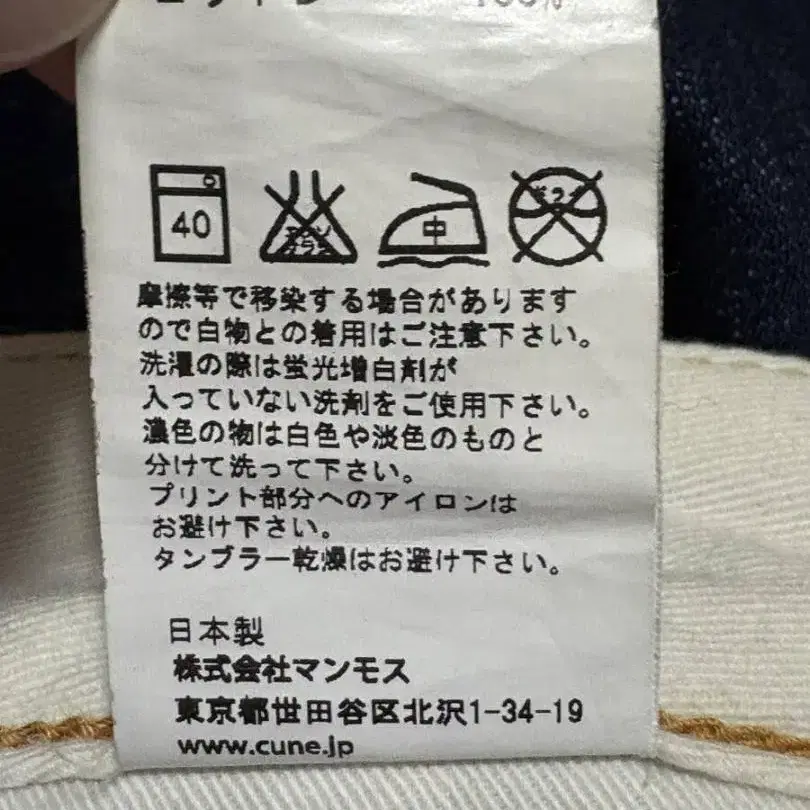 コットン 100%
40 エンソサラシ 中 ドライ
摩擦等で移染する場合があります
ので白物との着用はご注意下さい。
洗濯の際は蛍光増白剤が
入っていない洗剤をご使用下さい。
濃色の物は白色や淡色のものと
分けて洗って下さい。
プリント部分へのアイロンは
お避け下さい。
タンブラー乾燥はお避け下さい。
日本製
株式会社マンモス
東京都世田谷区北沢1-34-19
www.cune.jp